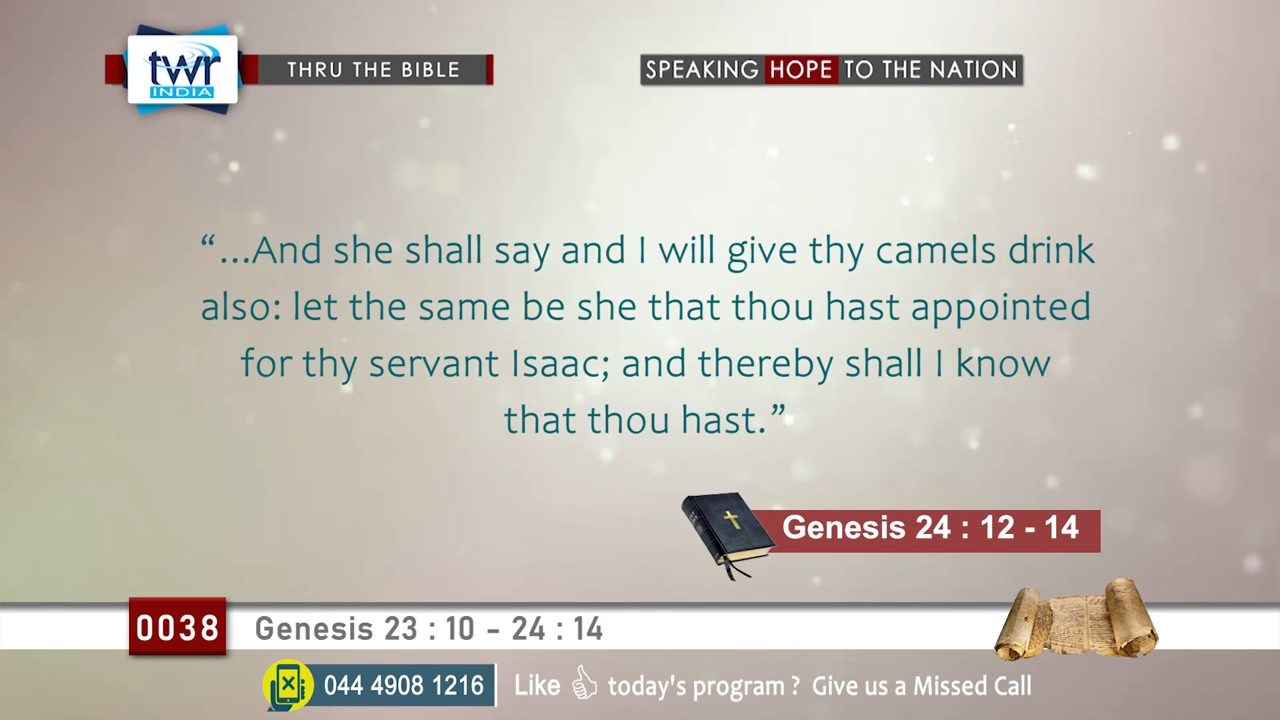 twr
INDIA
THRU THE BIBLE
SPEAKING HOPE TO THE NATION
“...And she shall say and I will give thy camels drink
also: let the same be she that thou hast appointed
for thy servant Isaac; and thereby shall I know
that thou hast.”
Genesis 24 : 12 - 14
0038
Genesis 23 : 10 - 24 : 14
044 4908 1216
Like today's program ? Give us a Missed Call